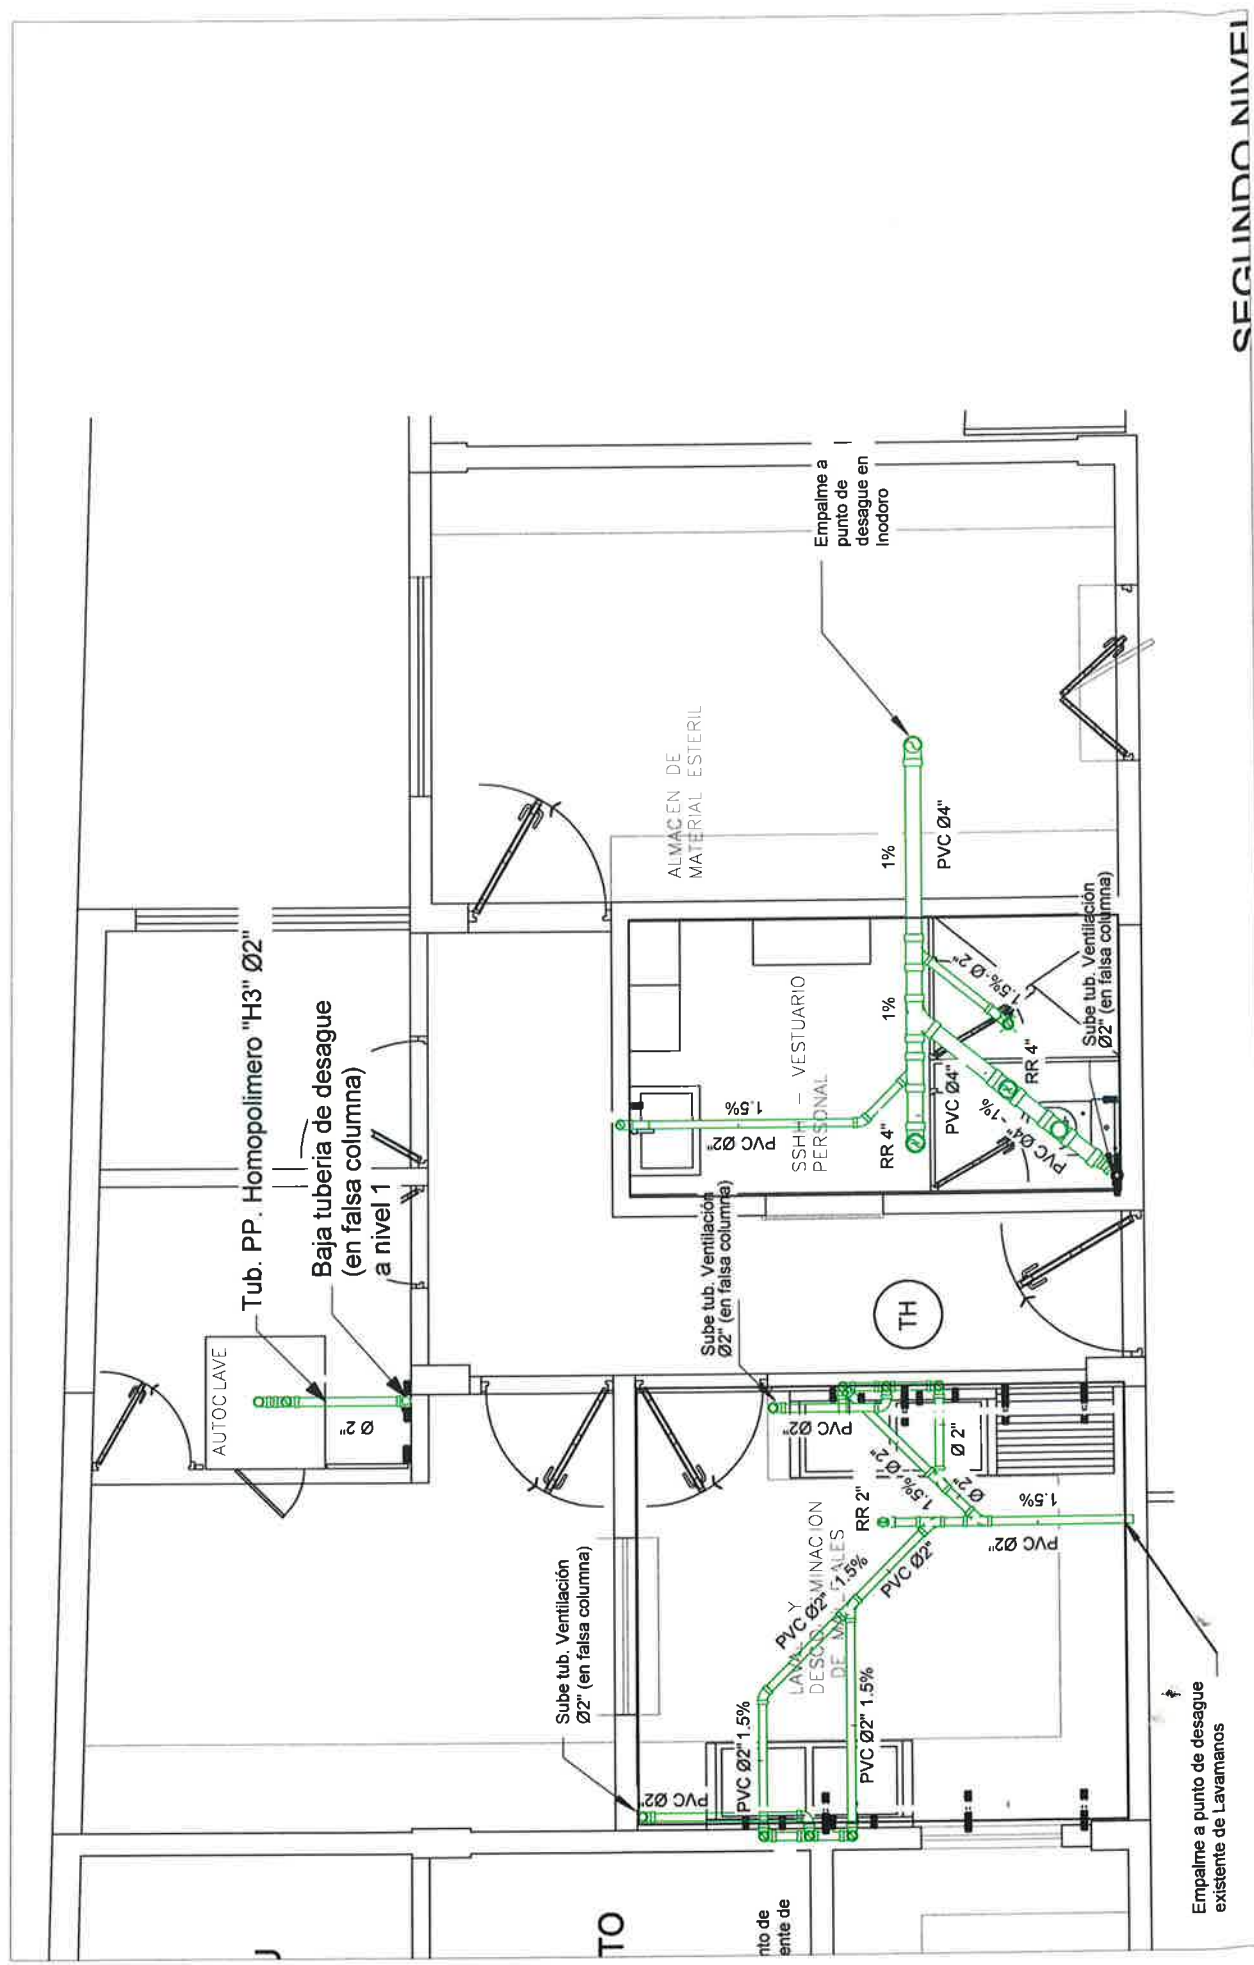 SEGUNDO NIVEL
Tub. PP. Homopolimero "H3" Ø2"
Baja tuberia de desague
(en falsa columna)
a nivel 1
AUTOCLAVE
Ø 2"
Empalme a
punto de
desague en
Inodoro
ALMACEN DE
MATERIAL ESTERIL
1%
PVC Ø4"
Sube tub. Ventilación
Ø2" (en falsa columna)
1.5%-Ø 2"
1%
SSHH - VESTUARIO
PERSONAL
1.5%
PVC Ø2"
RR 4"
PVC Ø4"
RR 4"
PVC Ø4" -1%
Sube tub. Ventilación
Ø2" (en falsa columna)
TH
PVC Ø2"
Ø 2"
1.5%-Ø 2"
Ø 2"
RR 2"
1.5%
PVC Ø2"
Sube tub. Ventilación
Ø2" (en falsa columna)
Y
DE
PVC Ø2" 1.5%
PVC Ø2"
PVC Ø2" 1.5%
PVC Ø2" 1.5%
PVC Ø2"
Empalme a punto de desague
existente de Lavamanos
TO
nto de
ente de